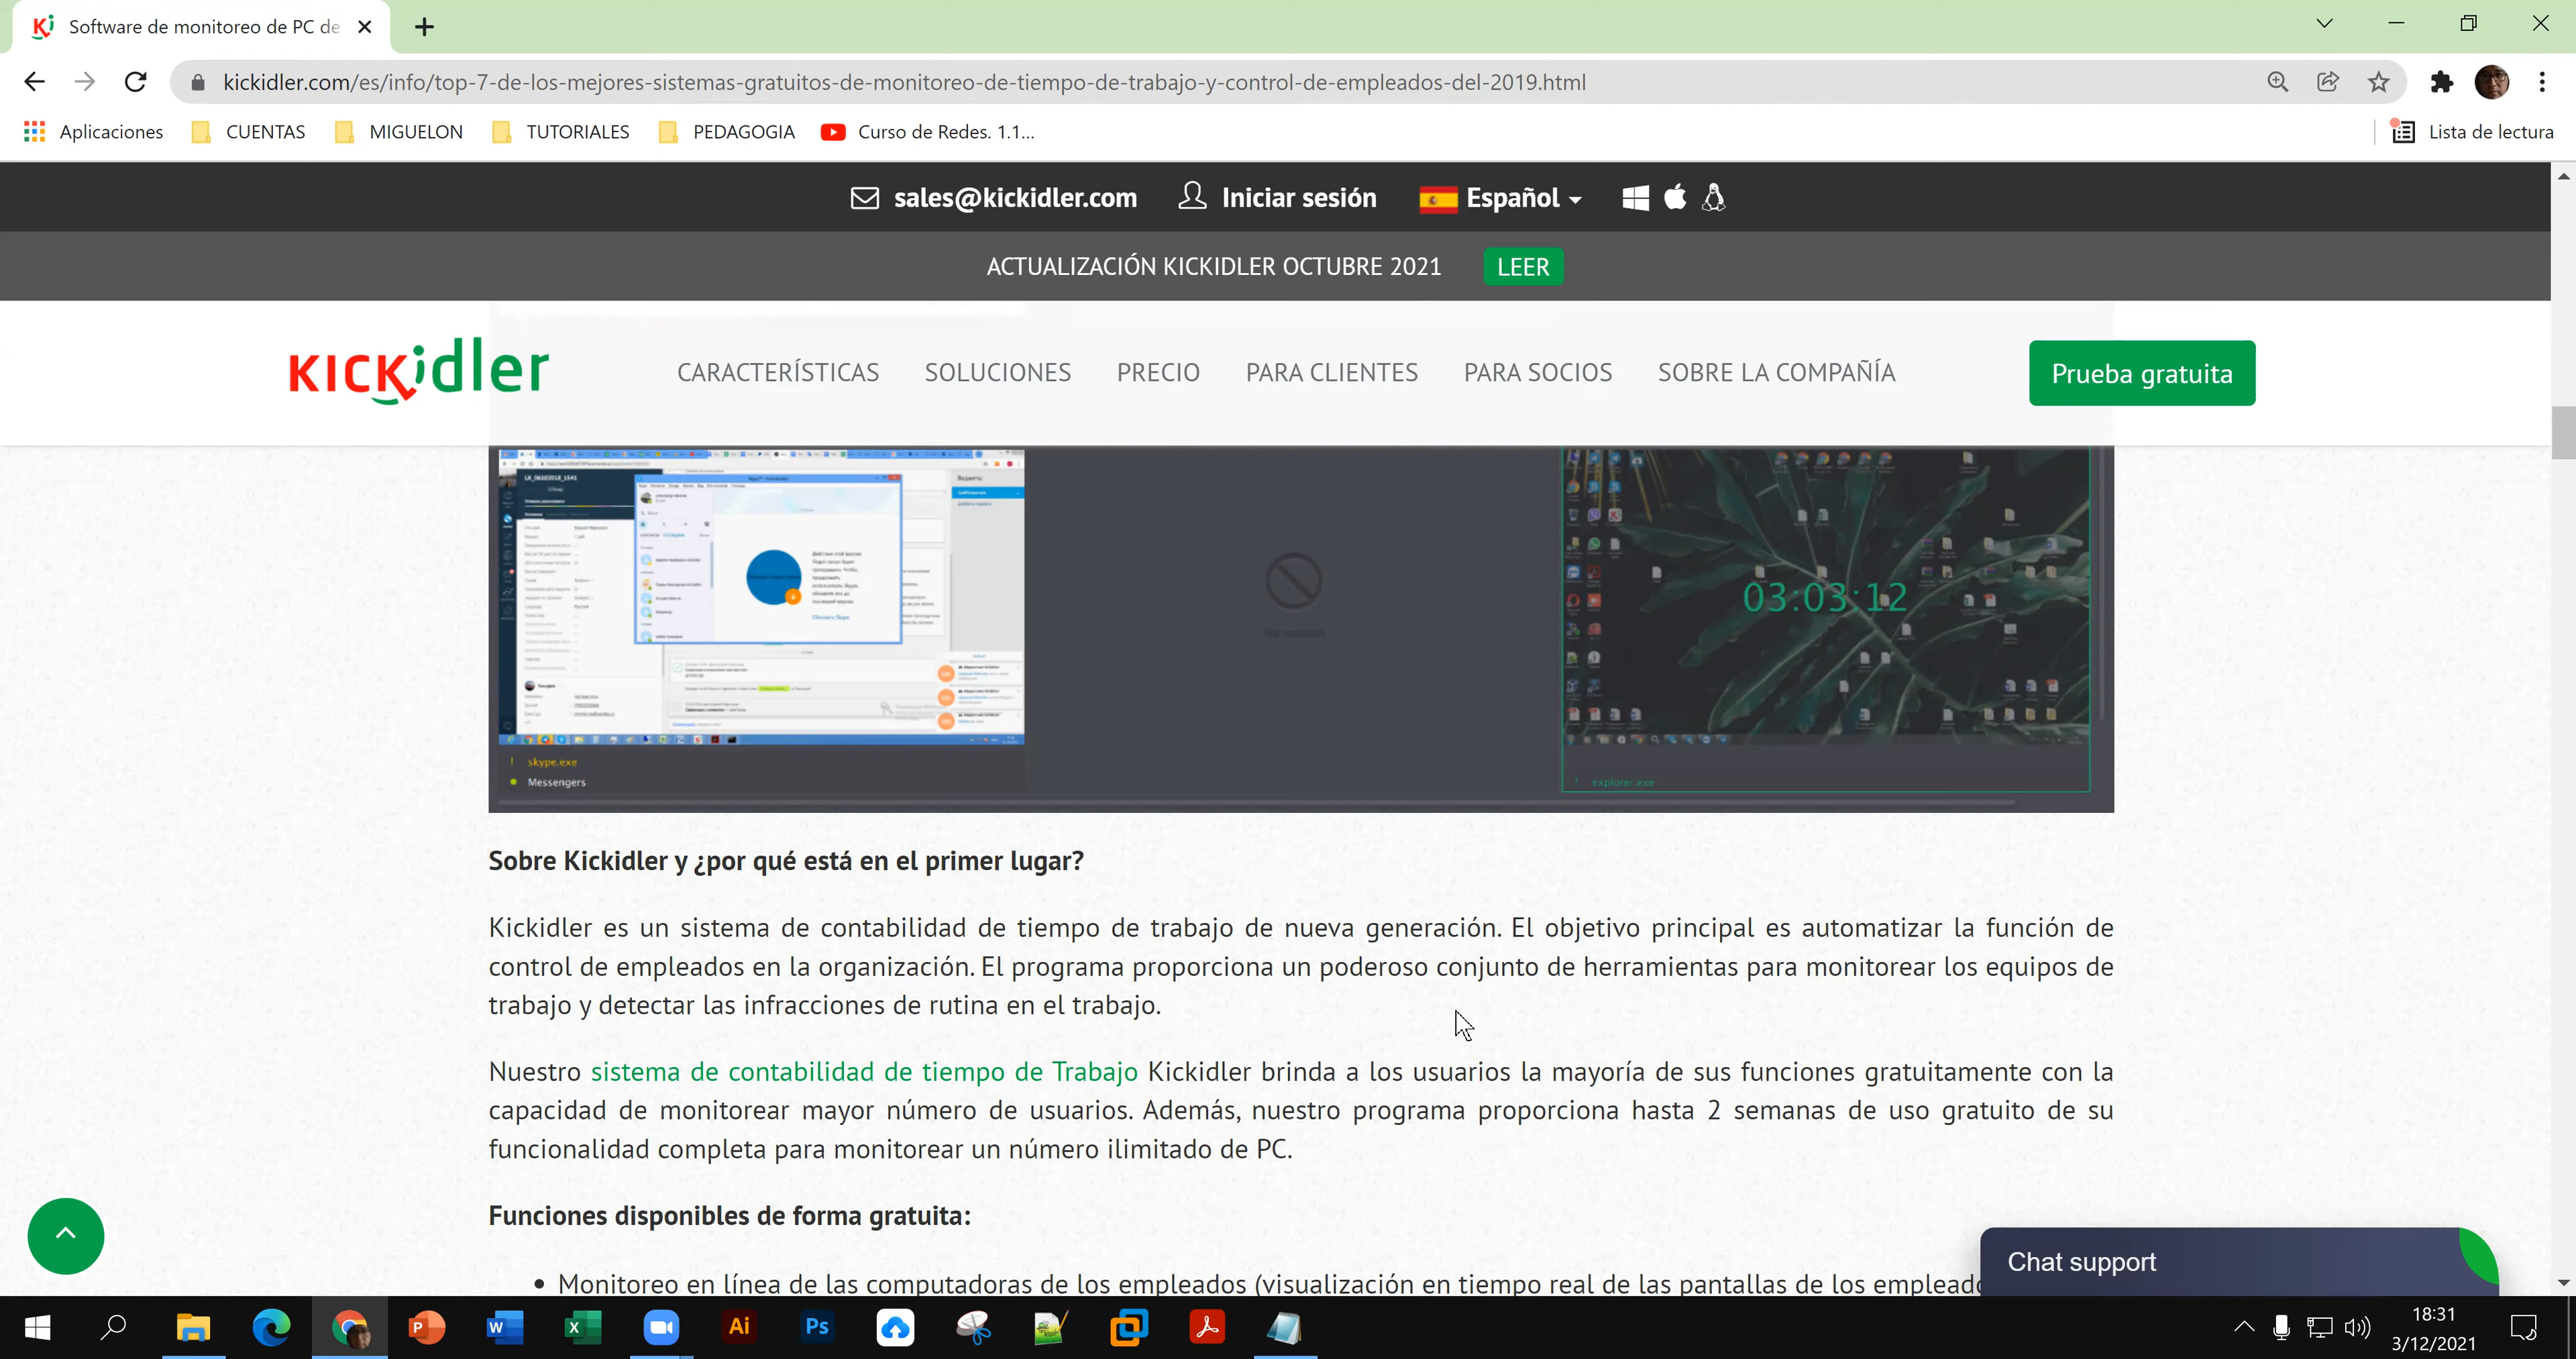 Software de monitoreo de PC de
kickidler.com/es/info/top-7-de-los-mejores-sistemas-gratuitos-de-monitoreo-de-tiempo-de-trabajo-y-control-de-empleados-del-2019.html
Aplicaciones CUENTAS MIGUELON TUTORIALES PEDAGOGIA Curso de Redes. 1.1... Lista de lectura
sales@kickidler.com Iniciar sesión Español
ACTUALIZACIÓN KICKIDLER OCTUBRE 2021 LEER
KICKidler CARACTERÍSTICAS SOLUCIONES PRECIO PARA CLIENTES PARA SOCIOS SOBRE LA COMPAÑÍA Prueba gratuita
03:03:12
! skype.exe
Messengers
! explorer.exe
Sobre Kickidler y ¿por qué está en el primer lugar?
Kickidler es un sistema de contabilidad de tiempo de trabajo de nueva generación. El objetivo principal es automatizar la función de
control de empleados en la organización. El programa proporciona un poderoso conjunto de herramientas para monitorear los equipos de
trabajo y detectar las infracciones de rutina en el trabajo.
Nuestro sistema de contabilidad de tiempo de Trabajo Kickidler brinda a los usuarios la mayoría de sus funciones gratuitamente con la
capacidad de monitorear mayor número de usuarios. Además, nuestro programa proporciona hasta 2 semanas de uso gratuito de su
funcionalidad completa para monitorear un número ilimitado de PC.
Funciones disponibles de forma gratuita:
• Monitoreo en línea de las computadoras de los empleados (visualización en tiempo real de las pantallas de los emplead
Chat support
Ai Ps
18:31
3/12/2021